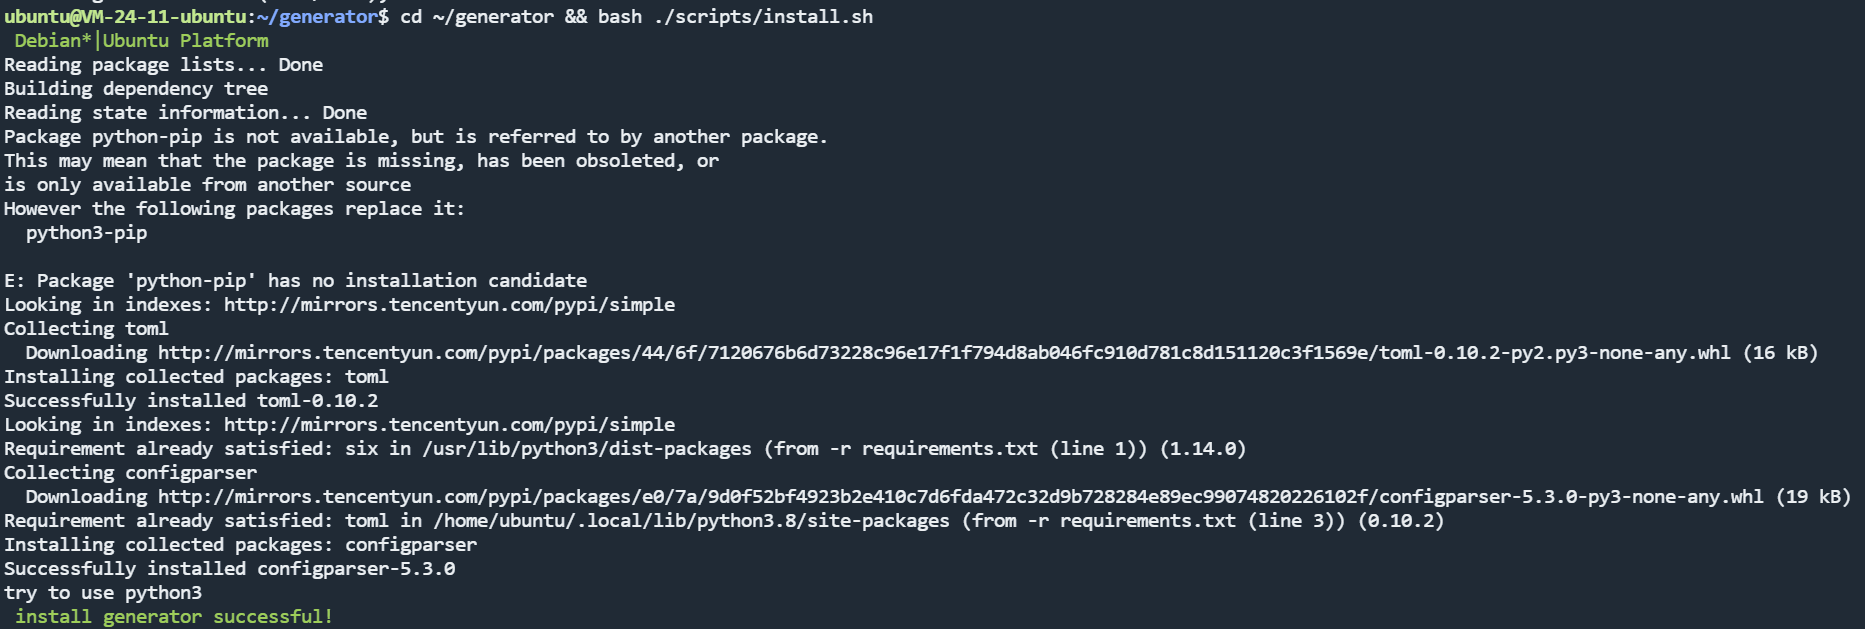 ubuntu@VM-24-11-ubuntu:~/generator$ cd ~/generator && bash ./scripts/install.sh
Debian*|Ubuntu Platform
Reading package lists... Done
Building dependency tree
Reading state information... Done
Package python-pip is not available, but is referred to by another package.
This may mean that the package is missing, has been obsoleted, or
is only available from another source
However the following packages replace it:
python3-pip
E: Package 'python-pip' has no installation candidate
Looking in indexes: http://mirrors.tencentyun.com/pypi/simple
Collecting toml
Downloading http://mirrors.tencentyun.com/pypi/packages/44/6f/7120676b6d73228c96e17f1f794d8ab046fc910d781c8d151120c3f1569e/toml-0.10.2-py2.py3-none-any.whl (16 kB)
Installing collected packages: toml
Successfully installed toml-0.10.2
Looking in indexes: http://mirrors.tencentyun.com/pypi/simple
Requirement already satisfied: six in /usr/lib/python3/dist-packages (from -r requirements.txt (line 1)) (1.14.0)
Collecting configparser
Downloading http://mirrors.tencentyun.com/pypi/packages/e0/7a/9d0f52bf4923b2e410c7d6fda472c32d9b728284e89ec99074820226102f/configparser-5.3.0-py3-none-any.whl (19 kB)
Requirement already satisfied: toml in /home/ubuntu/.local/lib/python3.8/site-packages (from -r requirements.txt (line 3)) (0.10.2)
Installing collected packages: configparser
Successfully installed configparser-5.3.0
try to use python3
install generator successful!